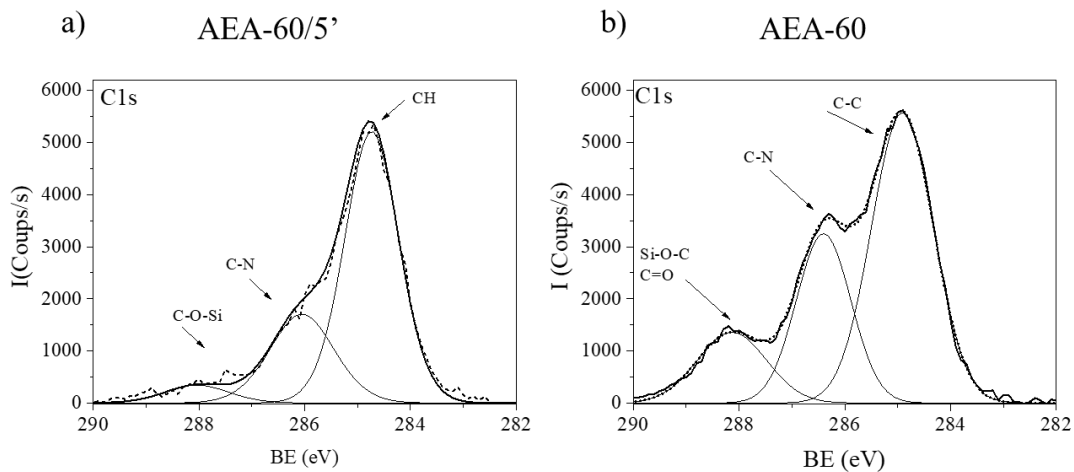 a)
AEA-60/5’
6000
5000
4000
3000
2000
1000
0
I(Coups/s)
C1s
CH
C-N
C-O-Si
290
288
286
284
282
BE (eV)
b)
AEA-60
6000
5000
4000
3000
2000
1000
0
I (Coups/s)
C1s
C-C
C-N
Si-O-C
C=O
290
288
286
284
282
BE (eV)